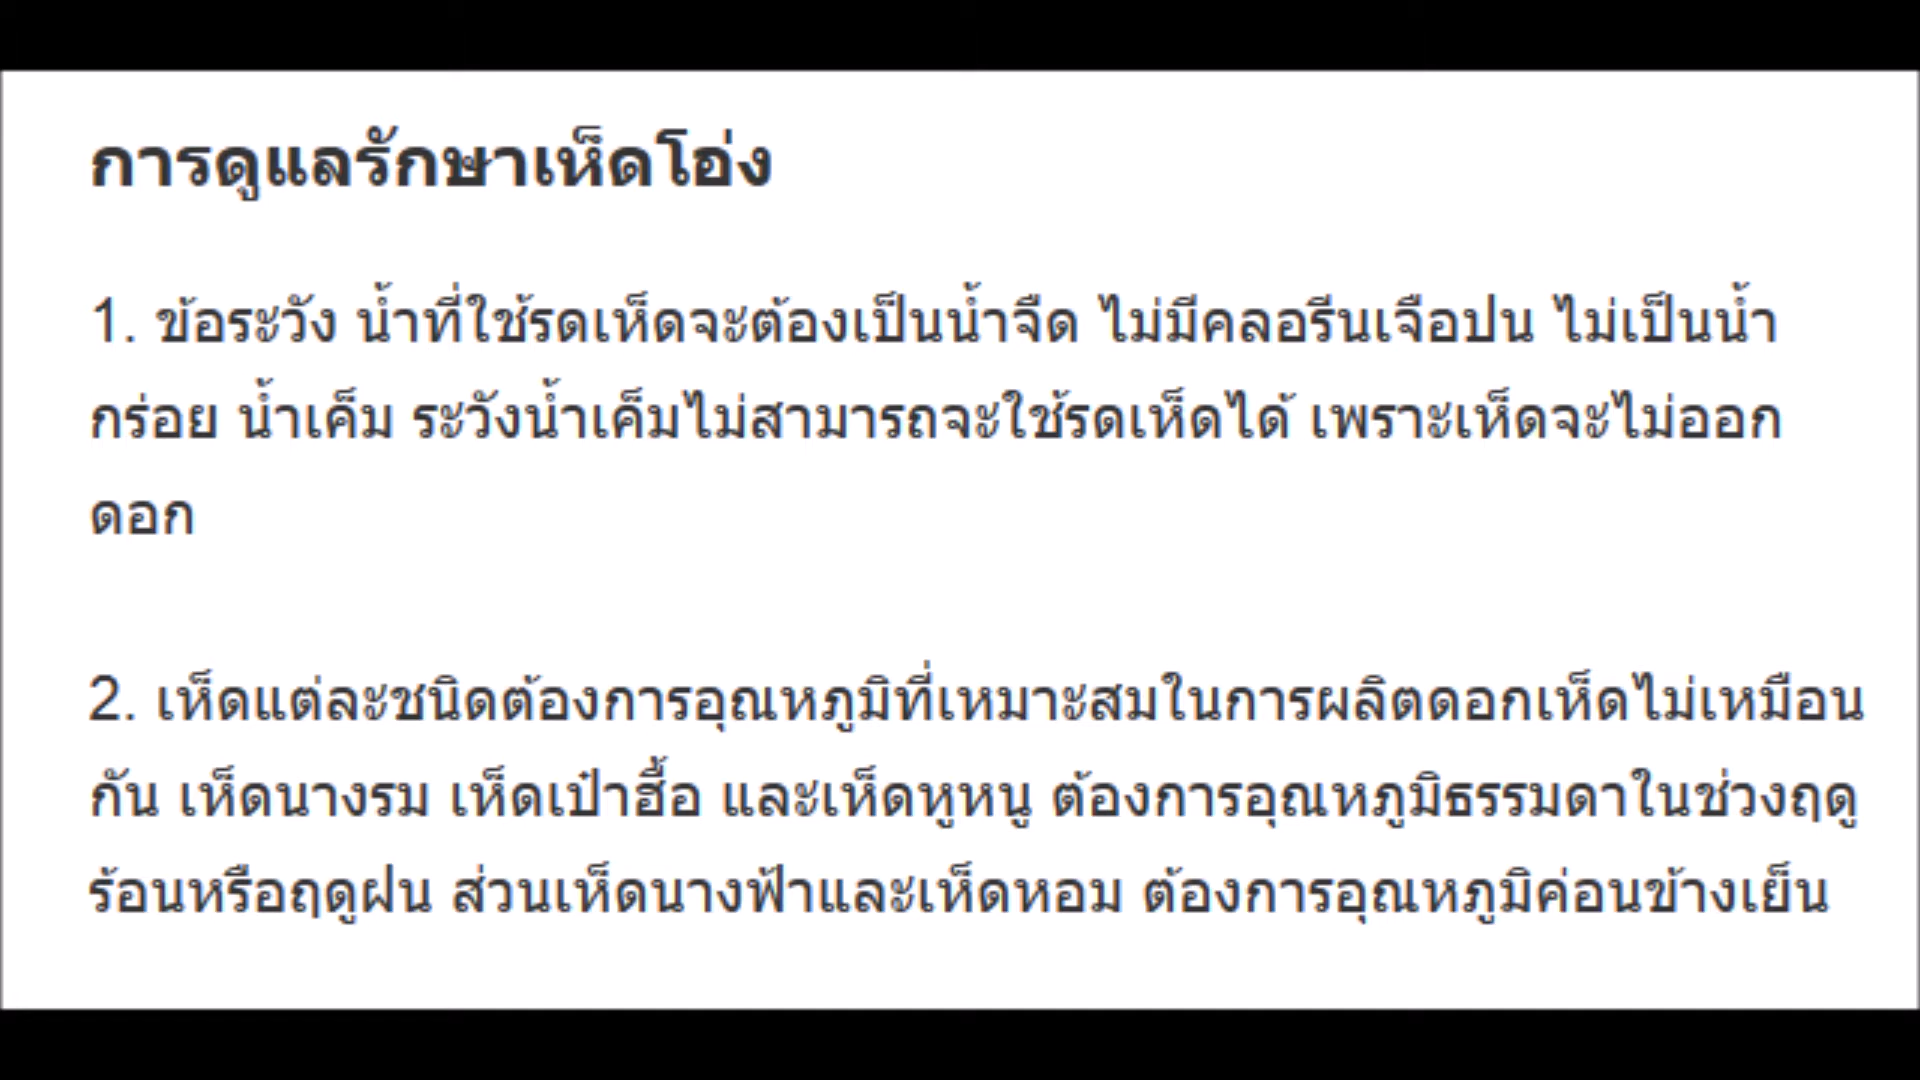 การดูแลรักษาเห็ดโอ่ง
1. ข้อระวัง น้ำที่ใช้รดเห็ดจะต้องเป็นน้ำจืด ไม่มีคลอรีนเจือปน ไม่เป็นน้ำ
กร่อย น้ำเค็ม ระวังน้ำเค็มไม่สามารถจะใช้รดเห็ดได้ เพราะเห็ดจะไม่ออก
ดอก
2. เห็ดแต่ละชนิดต้องการอุณหภูมิที่เหมาะสมในการผลิตดอกเห็ดไม่เหมือน
กัน เห็ดนางรม เห็ดเป๋าฮื้อ และเห็ดหูหนู ต้องการอุณหภูมิธรรมดาในช่วงฤดู
ร้อนหรือฤดูฝน ส่วนเห็ดนางฟ้าและเห็ดหอม ต้องการอุณหภูมิค่อนข้างเย็น